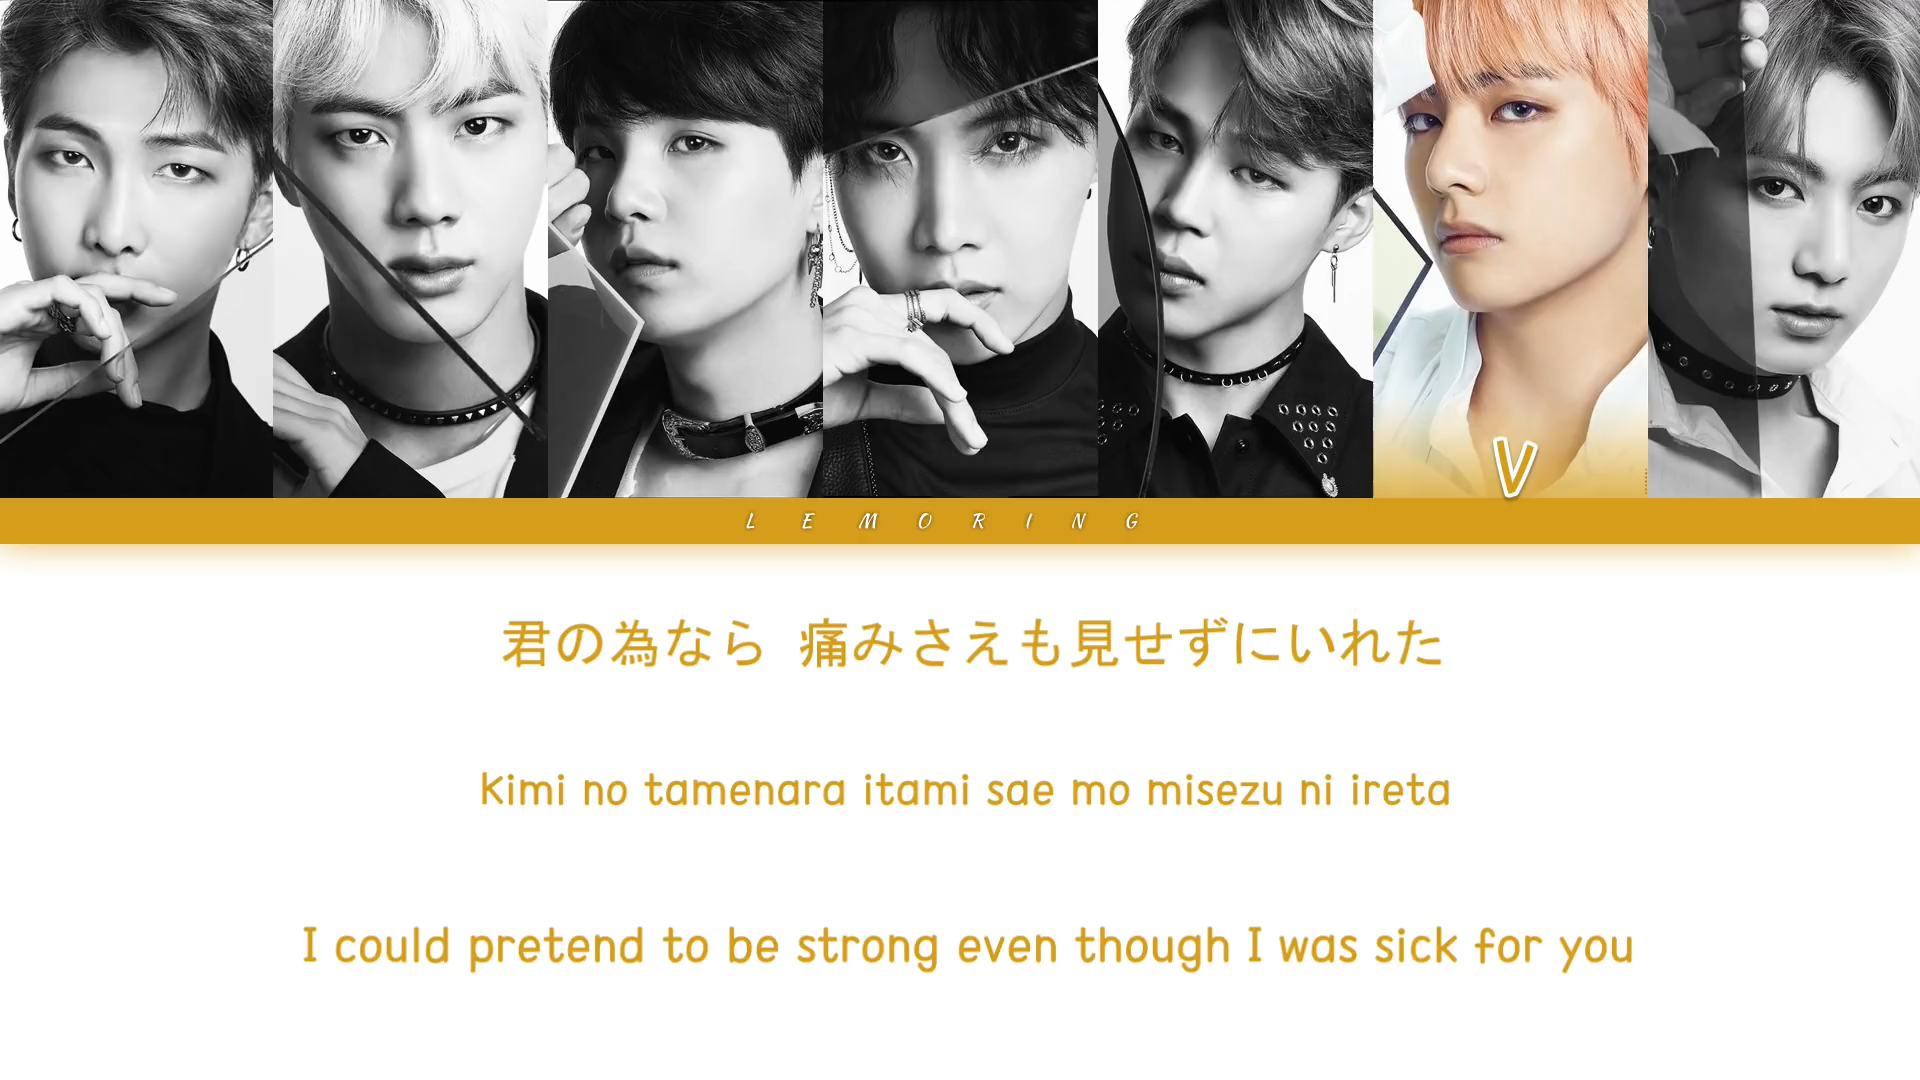 V
LEMORING
君の為なら 痛みさえも見せずにいれた
kimi no tamenara itami sae mo misezu ni ireta
I could pretend to be strong even though I was sick for you